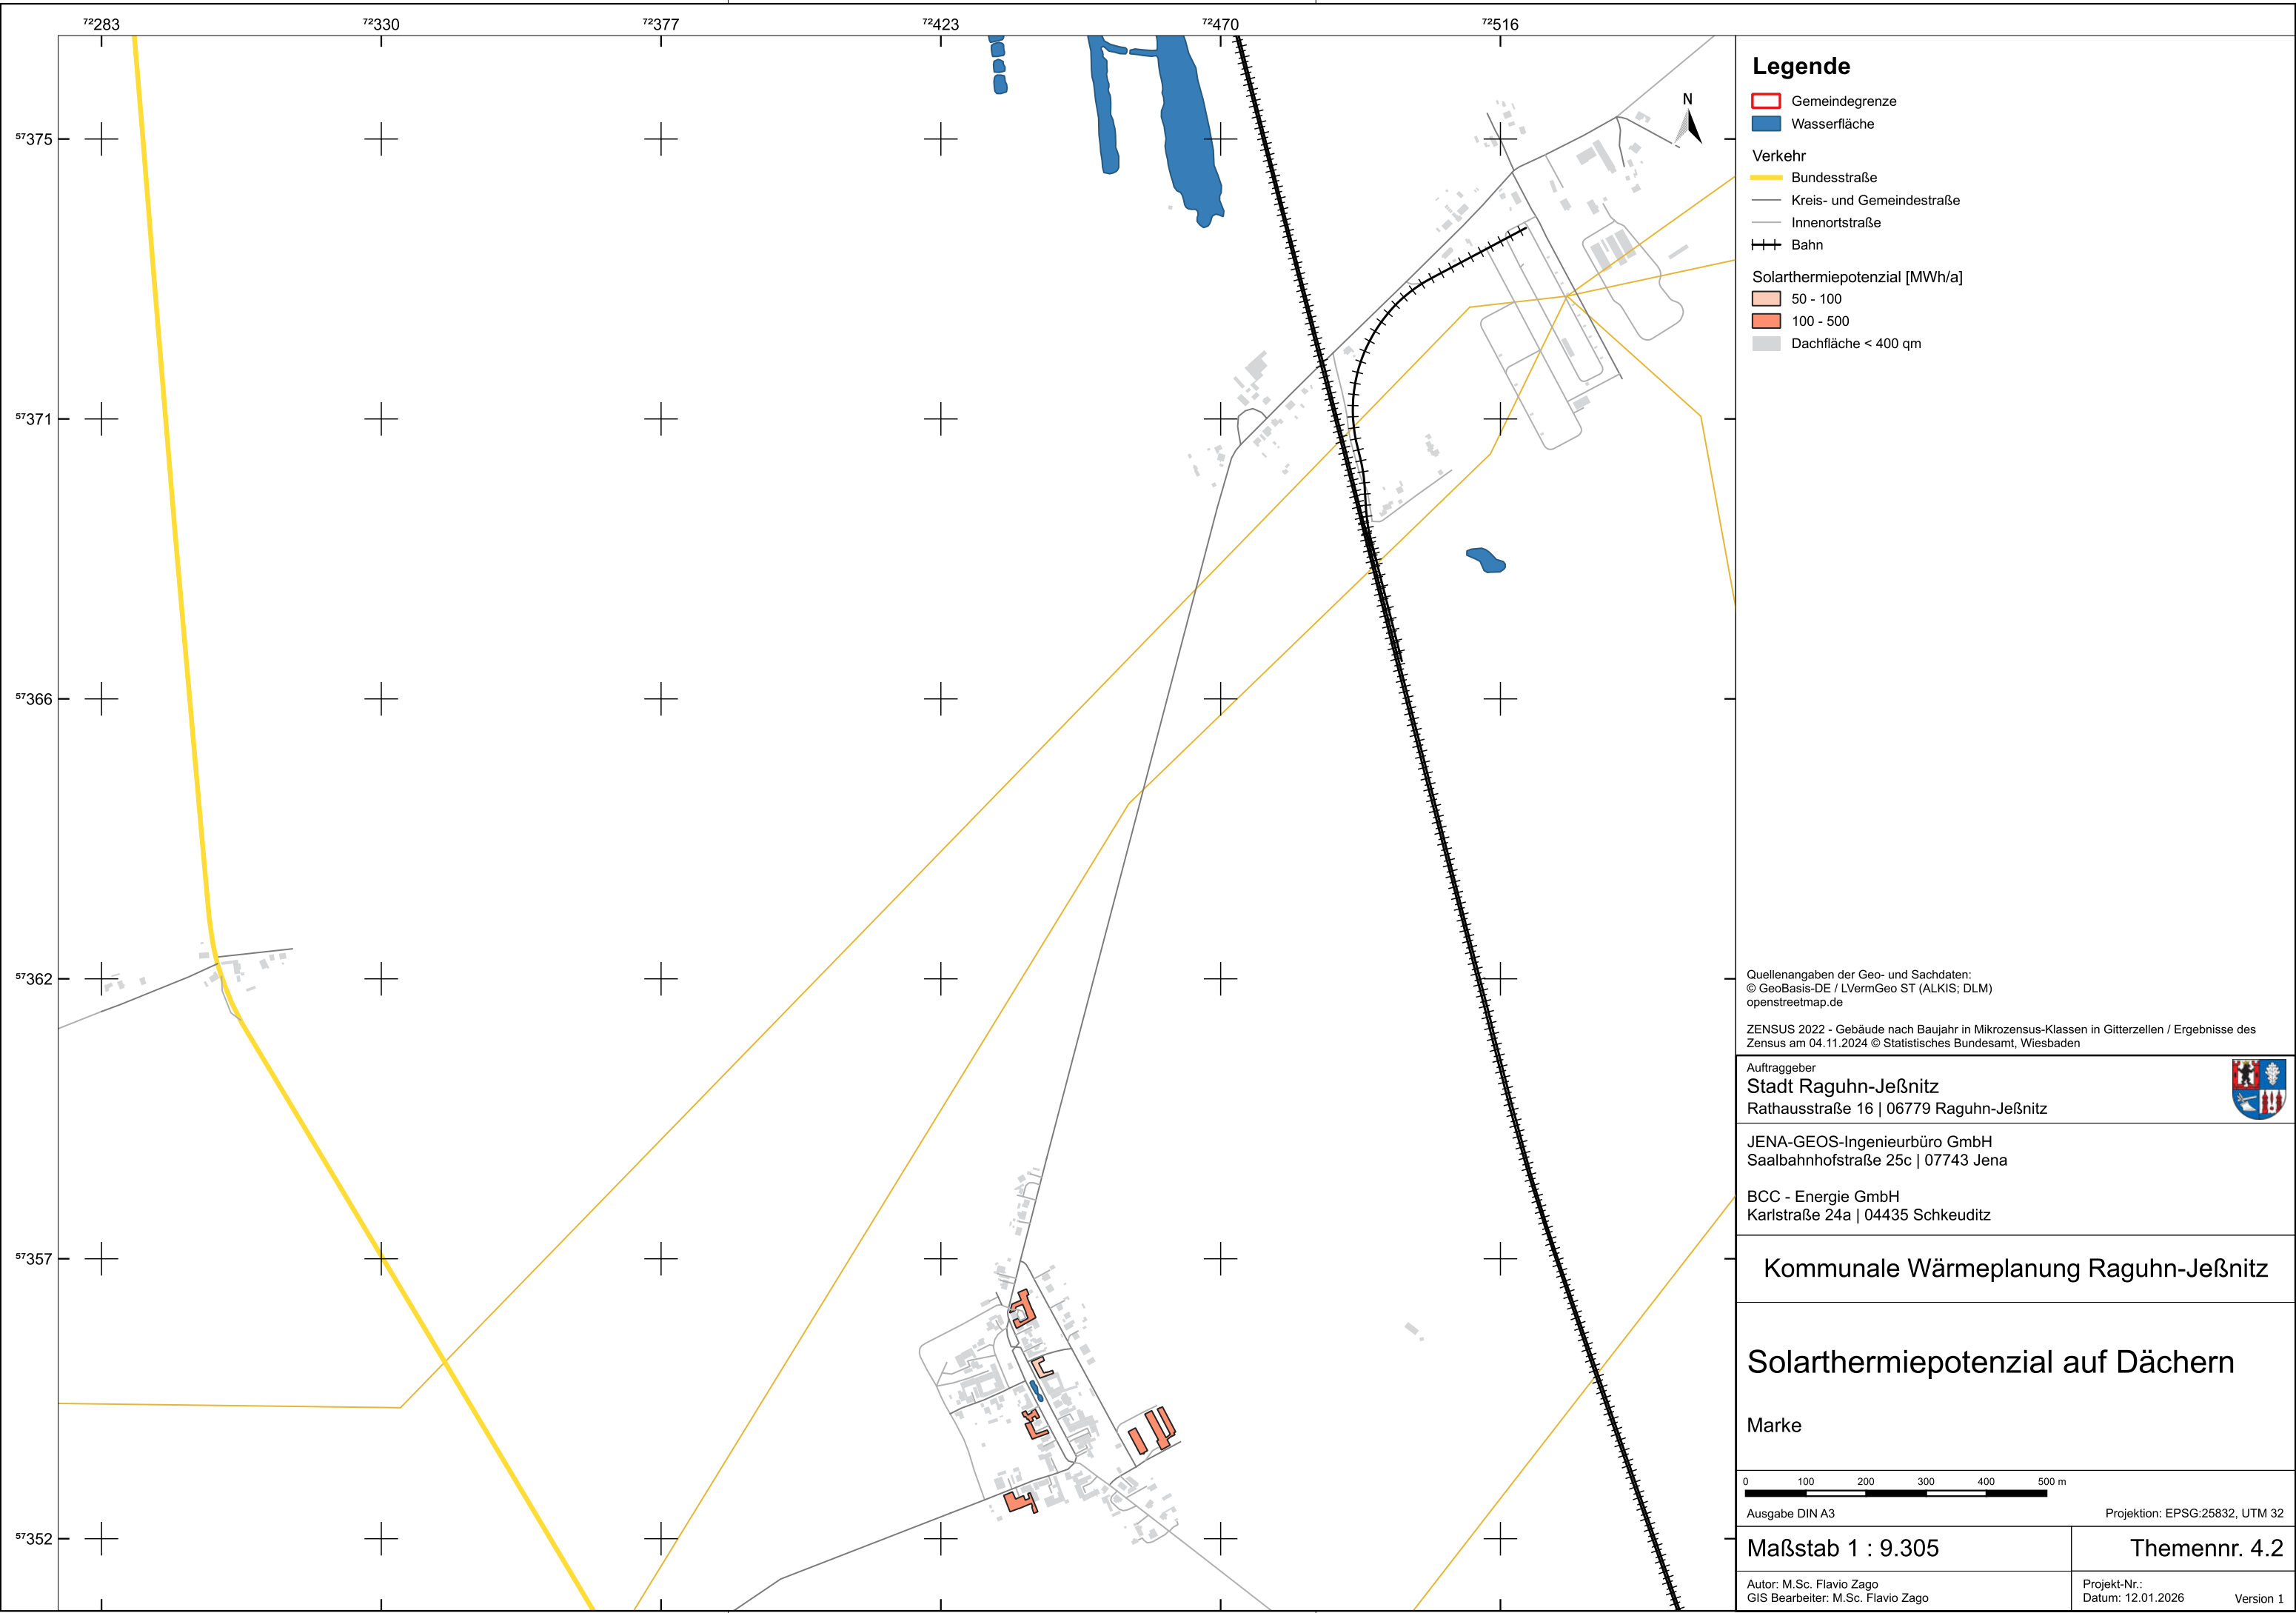 72283 72330 72377 72423 72470 72516
57375
57371
57366
57362
57357
57352
N
Legende
Gemeindegrenze
Wasserfläche
Verkehr
Bundesstraße
Kreis- und Gemeindestraße
Innenortstraße
Bahn
Solarthermiepotenzial [MWh/a]
50 - 100
100 - 500
Dachfläche < 400 qm
Quellenangaben der Geo- und Sachdaten:
© GeoBasis-DE / LVermGeo ST (ALKIS; DLM)
openstreetmap.de
ZENSUS 2022 - Gebäude nach Baujahr in Mikrozensus-Klassen in Gitterzellen / Ergebnisse des
Zensus am 04.11.2024 © Statistisches Bundesamt, Wiesbaden
Auftraggeber
Stadt Raguhn-Jeßnitz
Rathausstraße 16 | 06779 Raguhn-Jeßnitz
JENA-GEOS-Ingenieurbüro GmbH
Saalbahnhofstraße 25c | 07743 Jena
BCC - Energie GmbH
Karlstraße 24a | 04435 Schkeuditz
Kommunale Wärmeplanung Raguhn-Jeßnitz
Solarthermiepotenzial auf Dächern
Marke
0 100 200 300 400 500 m
Ausgabe DIN A3 Projektion: EPSG:25832, UTM 32
Maßstab 1 : 9.305 Themennr. 4.2
Autor: M.Sc. Flavio Zago
GIS Bearbeiter: M.Sc. Flavio Zago
Projekt-Nr.:
Datum: 12.01.2026 Version 1